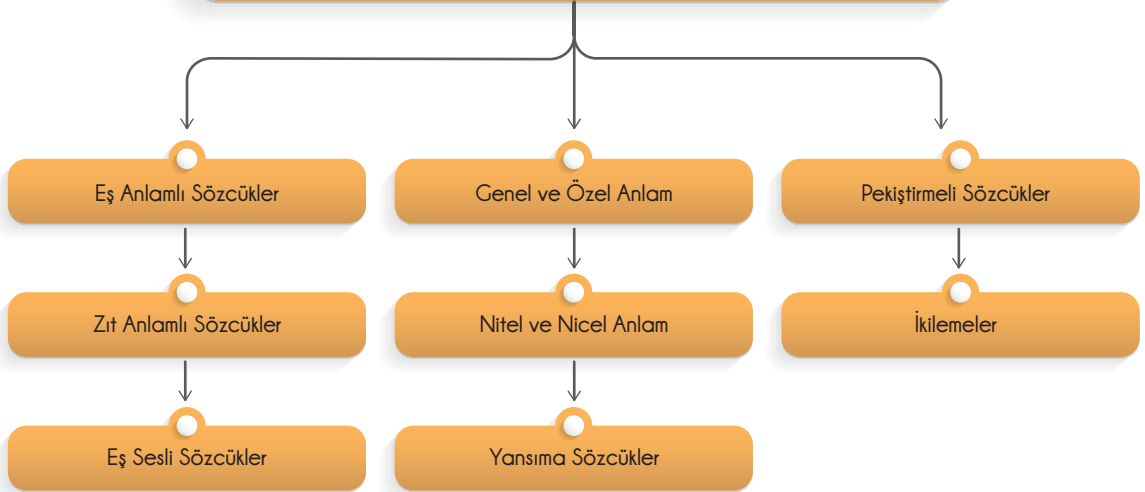 Eş Anlamlı Sözcükler
Genel ve Özel Anlam
Pekiştirmeli Sözcükler
Zıt Anlamlı Sözcükler
Nitel ve Nicel Anlam
İkilemeler
Eş Sesli Sözcükler
Yansıma Sözcükler